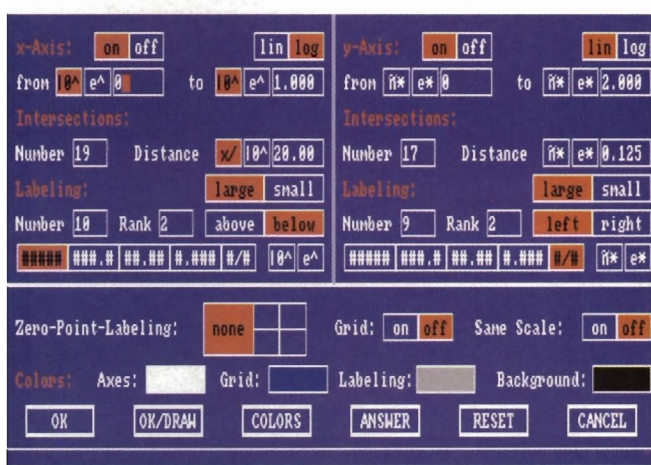 x-Axis: on off lin log
from 10^ e^ 0 to 10^ e^ 1.000
Intersections:
Number 19 Distance x/ 10^ 20.00
Labeling: large small
Number 10 Rank 2 above below
##### ###.# ##.## #.### #/# 10^ e^
y-Axis: on off lin log
from π* e* 0 to π* e* 2.000
Intersections:
Number 17 Distance π* e* 0.125
Labeling: large small
Number 9 Rank 2 left right
##### ###.# ##.## #.### #/# π* e*
Zero-Point-Labeling: none Grid: on off Same Scale: on off
Colors: Axes: Grid: Labeling: Background:
OK OK/DRAW COLORS ANSWER RESET CANCEL